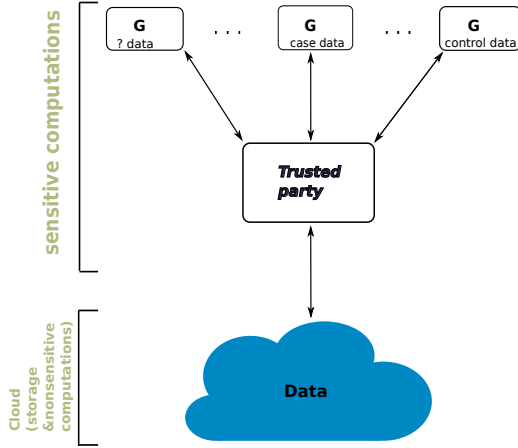 G
? data
. . .
G
case data
. . .
G
control data
sensitive computations
Trusted
party
Cloud
(storage
&nonsensitive
computations)
Data